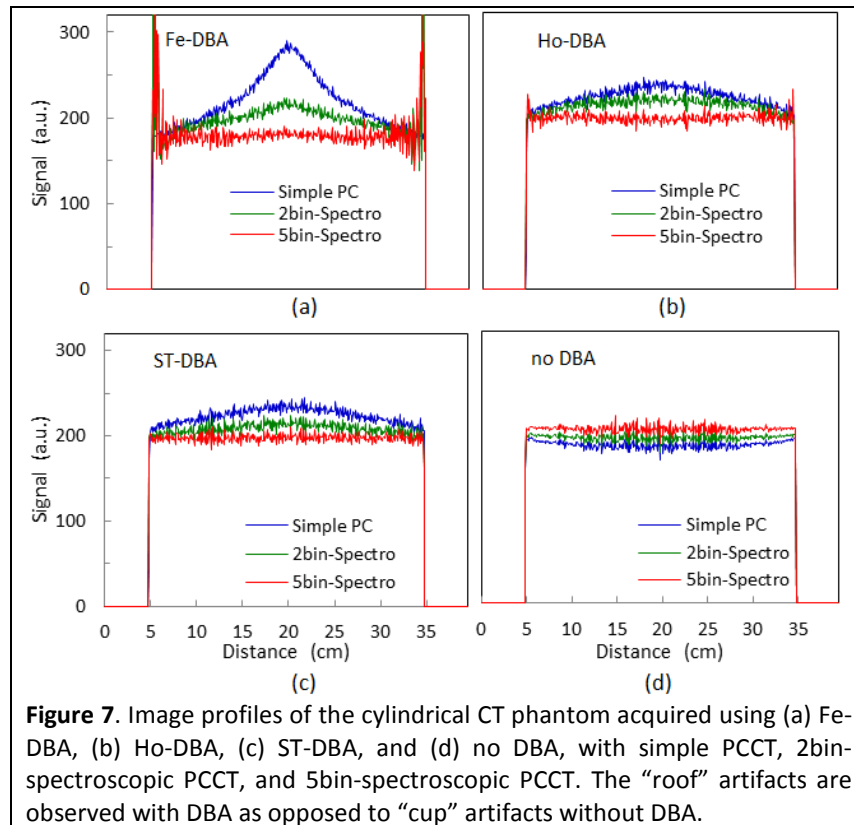 300
200
100
0
Signal (a.u.)
Fe-DBA
Simple PC
2bin-Spectro
5bin-Spectro
(a)
Ho-DBA
Simple PC
2bin-Spectro
5bin-Spectro
(b)
300
200
100
0
Signal (a.u.)
ST-DBA
Simple PC
2bin-Spectro
5bin-Spectro
0 5 10 15 20 25 30 35
Distance (cm)
(c)
no DBA
Simple PC
2bin-Spectro
5bin-Spectro
0 5 10 15 20 25 30 35
Distance (cm)
(d)
Figure 7. Image profiles of the cylindrical CT phantom acquired using (a) Fe-
DBA, (b) Ho-DBA, (c) ST-DBA, and (d) no DBA, with simple PCCT, 2bin-
spectroscopic PCCT, and 5bin-spectroscopic PCCT. The “roof” artifacts are
observed with DBA as opposed to “cup” artifacts without DBA.